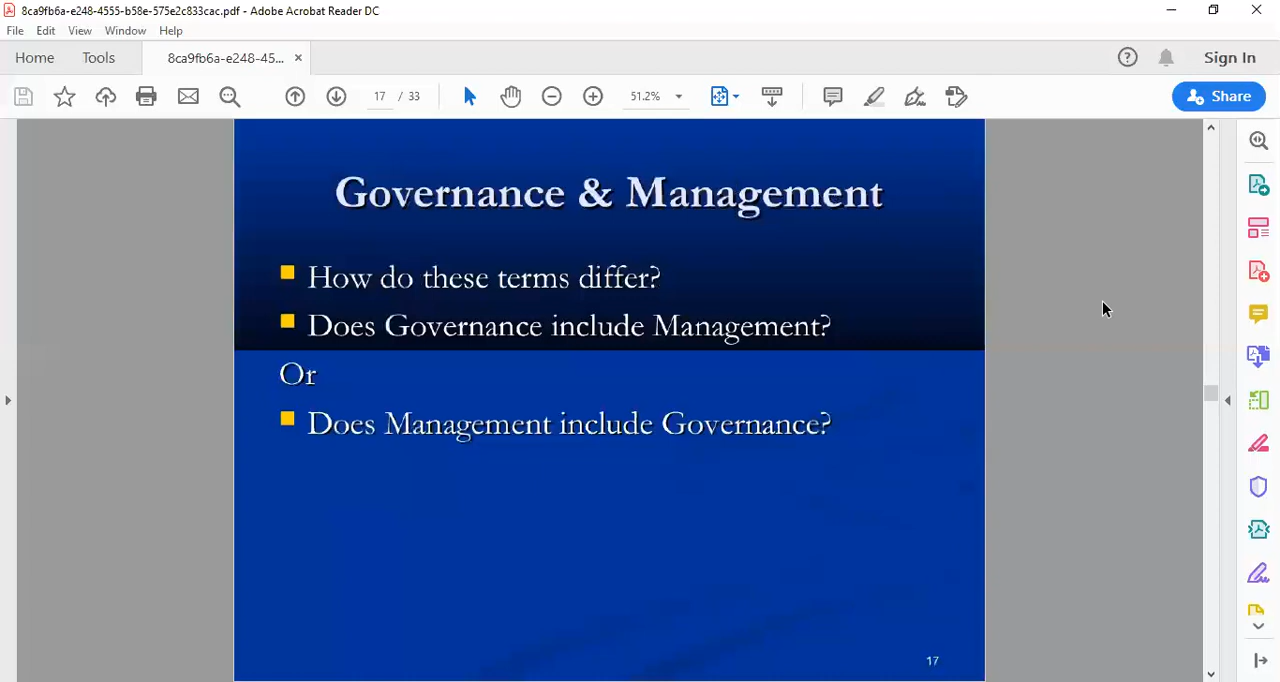 8ca9fb6a-e248-4555-b58e-575e2c833cac.pdf - Adobe Acrobat Reader DC
File Edit View Window Help
Home Tools 8ca9fb6a-e248-45... × Sign In
17 / 33 51.2% Share
Governance & Management
How do these terms differ?
Does Governance include Management?
Or
Does Management include Governance?
17